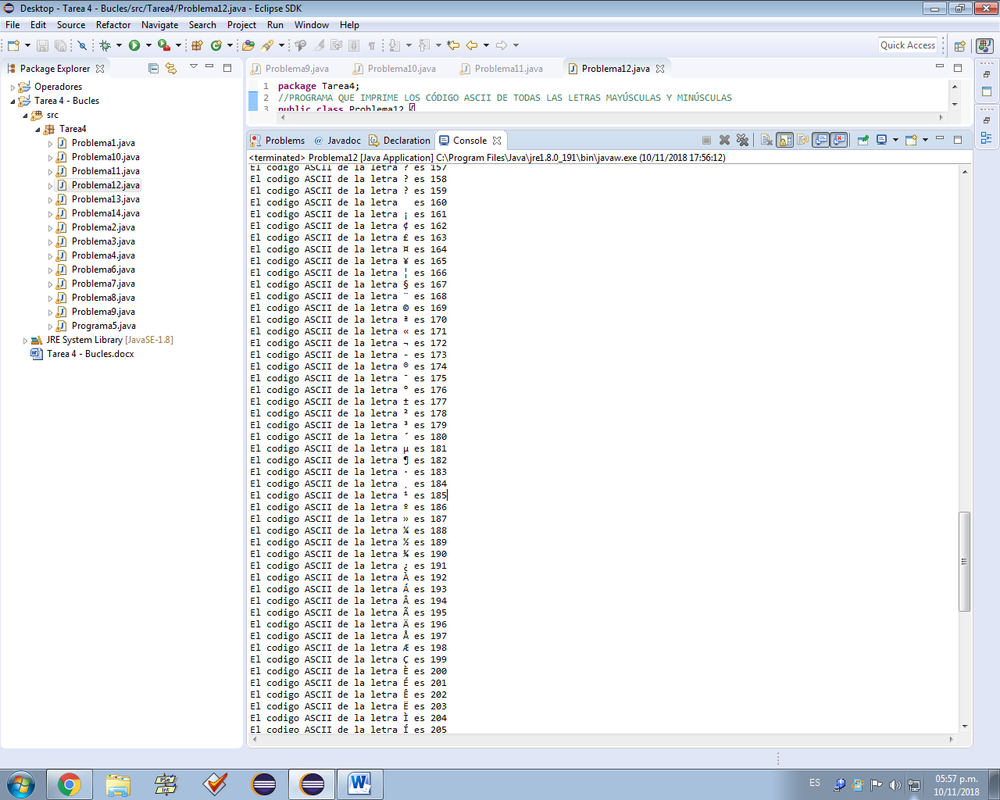 Desktop - Tarea 4 - Bucles/src/Tarea4/Problema12.java - Eclipse SDK
File Edit Source Refactor Navigate Search Project Run Window Help
Quick Access
Package Explorer
Operadores
Tarea 4 - Bucles
src
Tarea4
Problema1.java
Problema10.java
Problema11.java
Problema12.java
Problema13.java
Problema14.java
Problema2.java
Problema3.java
Problema4.java
Problema6.java
Problema7.java
Problema8.java
Problema9.java
Programa5.java
JRE System Library [JavaSE-1.8]
Tarea 4 - Bucles.docx
Problema9.java Problema10.java Problema11.java Problema12.java
1 package Tarea4;
2 //PROGRAMA QUE IMPRIME LOS CÓDIGO ASCII DE TODAS LAS LETRAS MAYÚSCULAS Y MINÚSCULAS
3 public class Problema12 {
Problems Javadoc Declaration Console
<terminated> Problema12 [Java Application] C:\Program Files\Java\jre1.8.0_191\bin\javaw.exe (10/11/2018 17:56:12)
El codigo ASCII de la letra ? es 157
El codigo ASCII de la letra ? es 158
El codigo ASCII de la letra ? es 159
El codigo ASCII de la letra   es 160
El codigo ASCII de la letra ¡ es 161
El codigo ASCII de la letra ¢ es 162
El codigo ASCII de la letra £ es 163
El codigo ASCII de la letra ¤ es 164
El codigo ASCII de la letra ¥ es 165
El codigo ASCII de la letra ¦ es 166
El codigo ASCII de la letra § es 167
El codigo ASCII de la letra ¨ es 168
El codigo ASCII de la letra © es 169
El codigo ASCII de la letra ª es 170
El codigo ASCII de la letra « es 171
El codigo ASCII de la letra ¬ es 172
El codigo ASCII de la letra - es 173
El codigo ASCII de la letra ® es 174
El codigo ASCII de la letra ¯ es 175
El codigo ASCII de la letra ° es 176
El codigo ASCII de la letra ± es 177
El codigo ASCII de la letra ² es 178
El codigo ASCII de la letra ³ es 179
El codigo ASCII de la letra ´ es 180
El codigo ASCII de la letra µ es 181
El codigo ASCII de la letra ¶ es 182
El codigo ASCII de la letra · es 183
El codigo ASCII de la letra ¸ es 184
El codigo ASCII de la letra ¹ es 185
El codigo ASCII de la letra º es 186
El codigo ASCII de la letra » es 187
El codigo ASCII de la letra ¼ es 188
El codigo ASCII de la letra ½ es 189
El codigo ASCII de la letra ¾ es 190
El codigo ASCII de la letra ¿ es 191
El codigo ASCII de la letra À es 192
El codigo ASCII de la letra Á es 193
El codigo ASCII de la letra Â es 194
El codigo ASCII de la letra Ã es 195
El codigo ASCII de la letra Ä es 196
El codigo ASCII de la letra Å es 197
El codigo ASCII de la letra Æ es 198
El codigo ASCII de la letra Ç es 199
El codigo ASCII de la letra È es 200
El codigo ASCII de la letra É es 201
El codigo ASCII de la letra Ê es 202
El codigo ASCII de la letra Ë es 203
El codigo ASCII de la letra Ì es 204
El codigo ASCII de la letra Í es 205
PSe
Int
ES
05:57 p.m.
10/11/2018